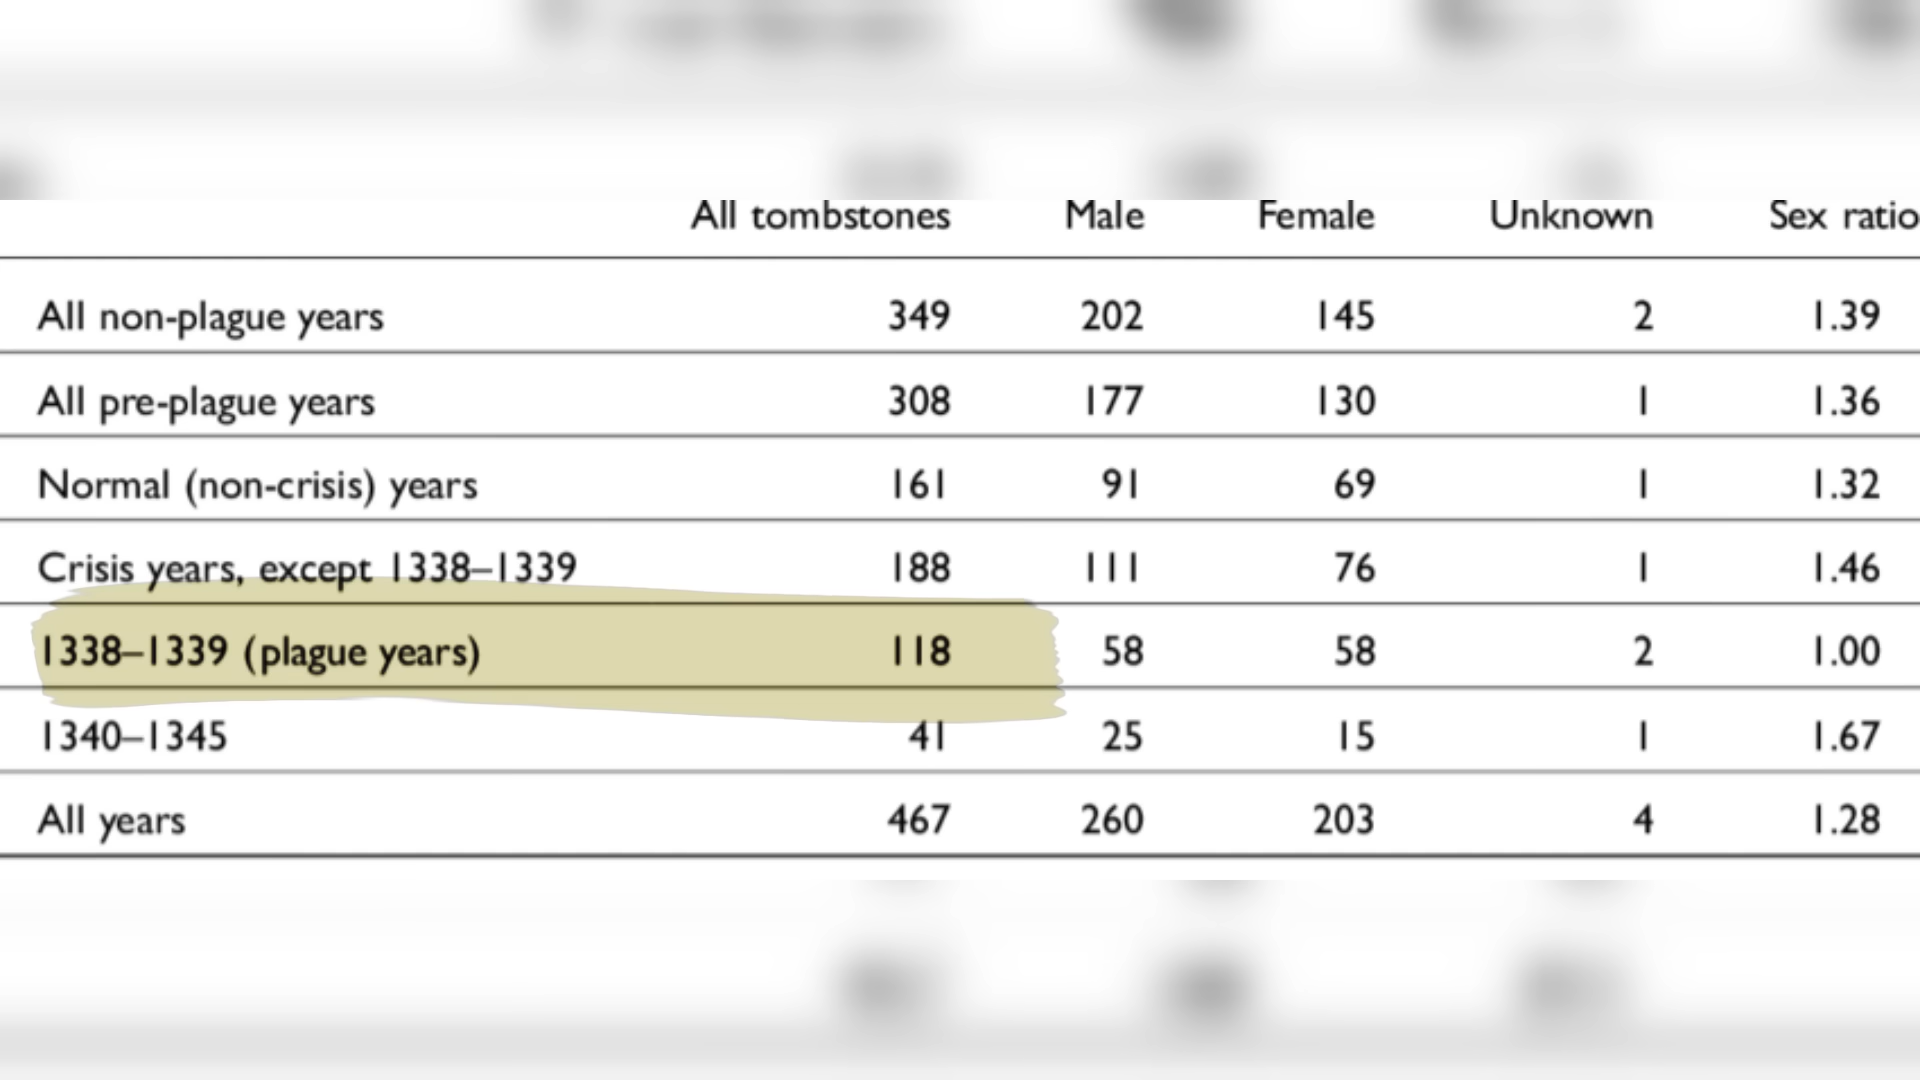 All tombstones Male Female Unknown Sex ratio
All non-plague years 349 202 145 2 1.39
All pre-plague years 308 177 130 1 1.36
Normal (non-crisis) years 161 91 69 1 1.32
Crisis years, except 1338–1339 188 111 76 1 1.46
1338–1339 (plague years) 118 58 58 2 1.00
1340–1345 41 25 15 1 1.67
All years 467 260 203 4 1.28